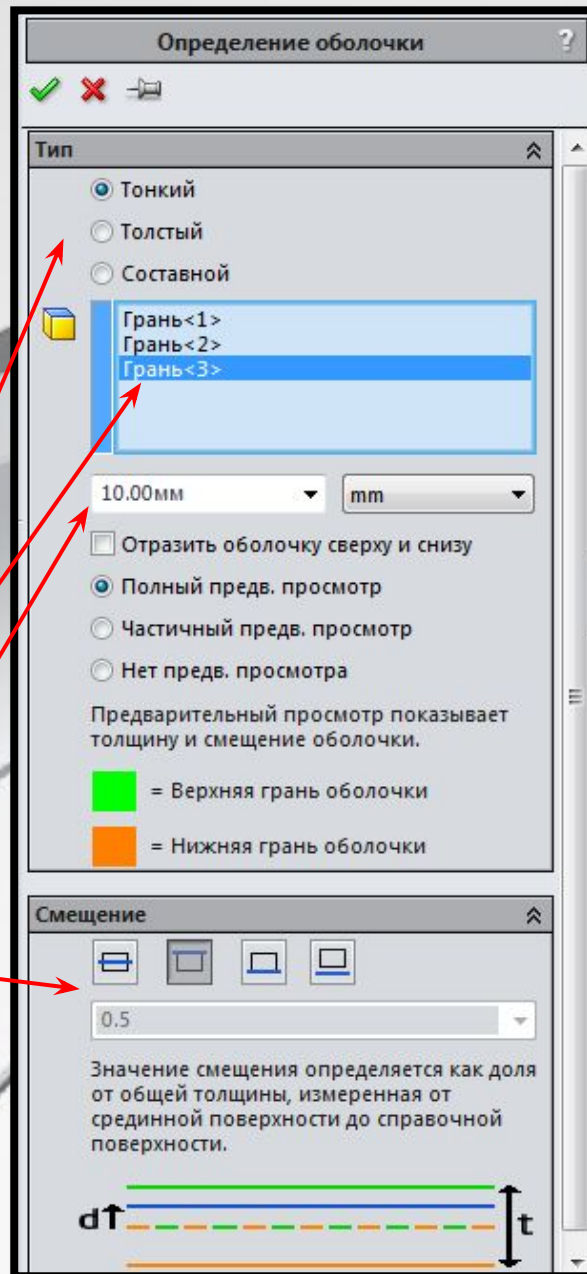 Определение оболочки ?
Тип
Тонкий
Толстый
Составной
Грань<1>
Грань<2>
Грань<3>
10.00мм mm
Отразить оболочку сверху и снизу
Полный предв. просмотр
Частичный предв. просмотр
Нет предв. просмотра
Предварительный просмотр показывает
толщину и смещение оболочки.
= Верхняя грань оболочки
= Нижняя грань оболочки
Смещение
0.5
Значение смещения определяется как доля
от общей толщины, измеренная от
срединной поверхности до справочной
поверхности.
d t